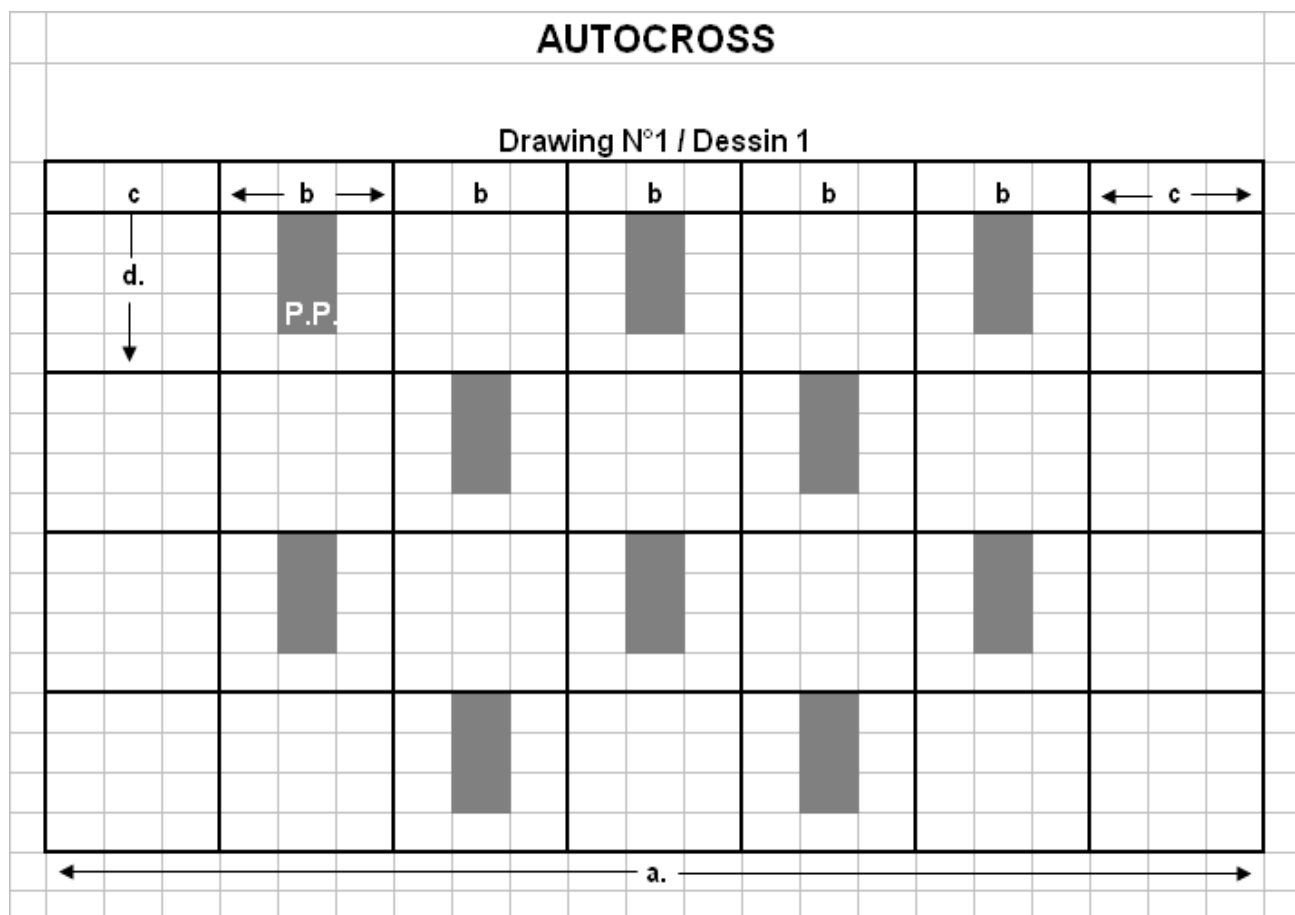 AUTOCROSS
Drawing N°1 / Dessin 1
c b b b b b c
d.
P.P.
a.